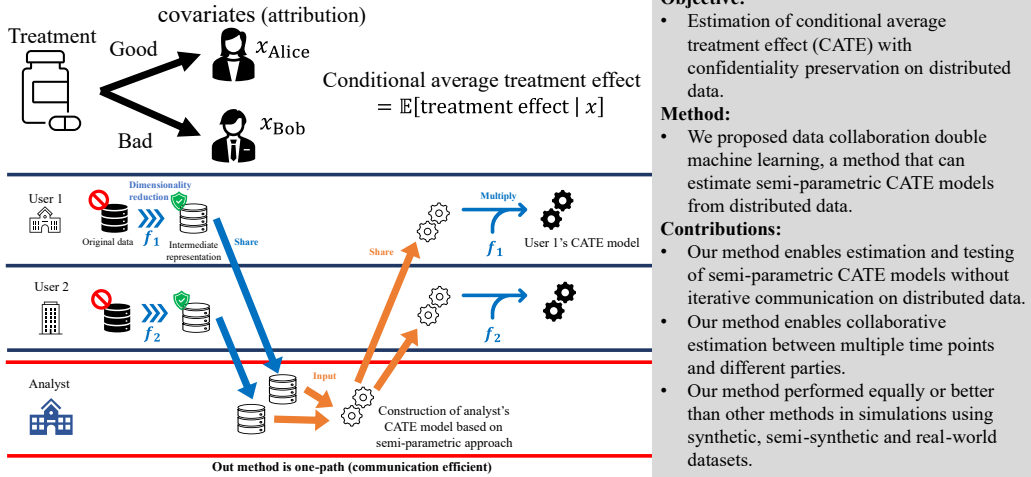 covariates (attribution)
Treatment
Good
x_Alice
Conditional average treatment effect
= 𝔼[treatment effect | x]
Bad
x_Bob
User 1
Dimensionality
reduction
f_1
Original data
Intermediate
representation
Share
Share
Multiply
f_1
User 1's CATE model
User 2
f_2
f_2
Analyst
Input
Construction of analyst's
CATE model based on
semi-parametric approach
Out method is one-path (communication efficient)
Objective:
• Estimation of conditional average
treatment effect (CATE) with
confidentiality preservation on distributed
data.
Method:
• We proposed data collaboration double
machine learning, a method that can
estimate semi-parametric CATE models
from distributed data.
Contributions:
• Our method enables estimation and testing
of semi-parametric CATE models without
iterative communication on distributed data.
• Our method enables collaborative
estimation between multiple time points
and different parties.
• Our method performed equally or better
than other methods in simulations using
synthetic, semi-synthetic and real-world
datasets.